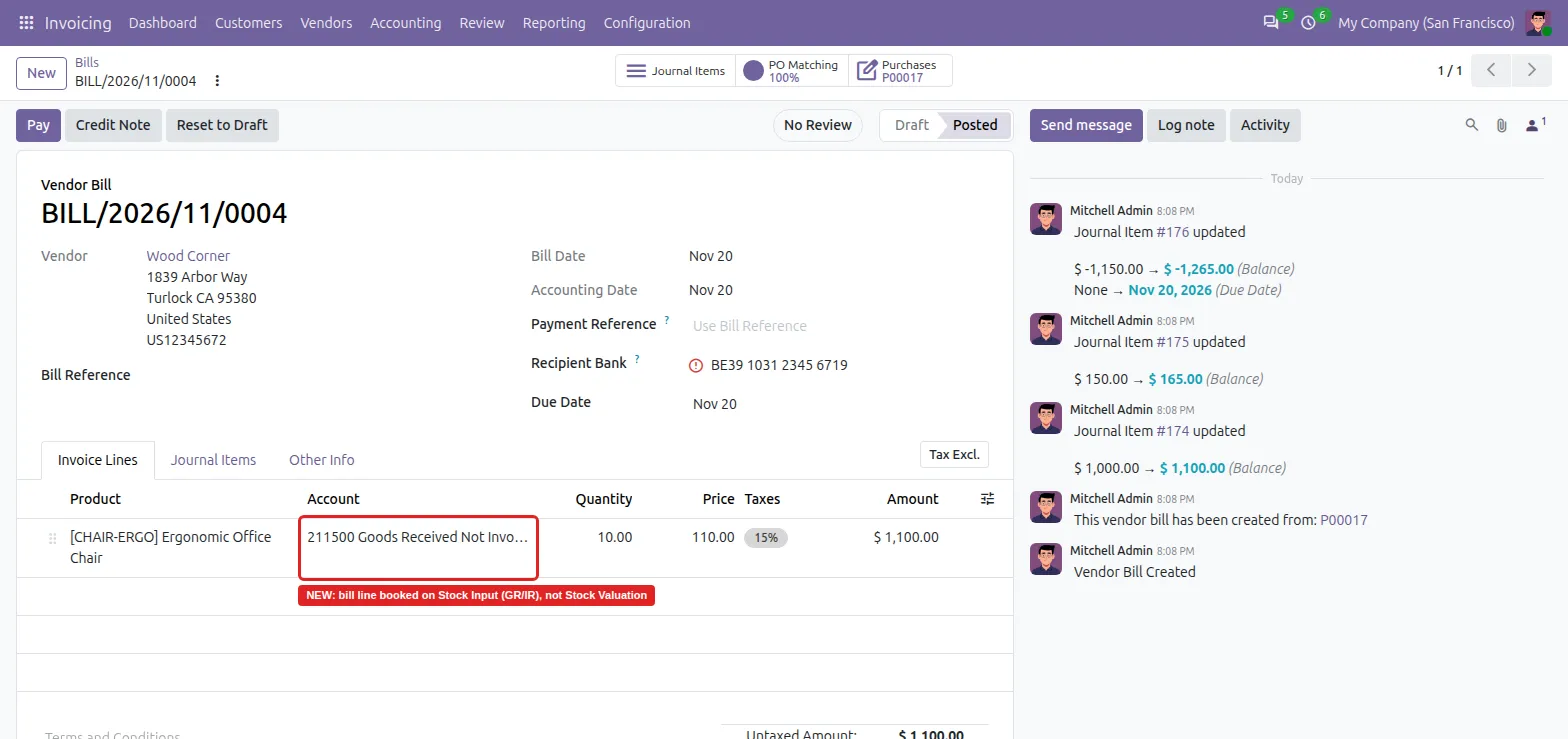 Invoicing Dashboard Customers Vendors Accounting Review Reporting Configuration 5 6 My Company (San Francisco)
New
Bills
BILL/2026/11/0004
Journal Items
PO Matching
100%
Purchases
P00017
1 / 1
Pay Credit Note Reset to Draft No Review Draft Posted
Send message Log note Activity 1
Vendor Bill
BILL/2026/11/0004
Vendor Wood Corner
1839 Arbor Way
Turlock CA 95380
United States
US12345672
Bill Reference
Bill Date Nov 20
Accounting Date Nov 20
Payment Reference ? Use Bill Reference
Recipient Bank ? BE39 1031 2345 6719
Due Date Nov 20
Invoice Lines Journal Items Other Info Tax Excl.
Product Account Quantity Price Taxes Amount
[CHAIR-ERGO] Ergonomic Office
Chair
211500 Goods Received Not Invo... 10.00 110.00 15% $ 1,100.00
NEW: bill line booked on Stock Input (GR/IR), not Stock Valuation
Terms and Conditions
Untaxed Amount: $ 1,100.00
Today
Mitchell Admin 8:08 PM
Journal Item #176 updated
$ -1,150.00 → $ -1,265.00 (Balance)
None → Nov 20, 2026 (Due Date)
Mitchell Admin 8:08 PM
Journal Item #175 updated
$ 150.00 → $ 165.00 (Balance)
Mitchell Admin 8:08 PM
Journal Item #174 updated
$ 1,000.00 → $ 1,100.00 (Balance)
Mitchell Admin 8:08 PM
This vendor bill has been created from: P00017
Mitchell Admin 8:08 PM
Vendor Bill Created